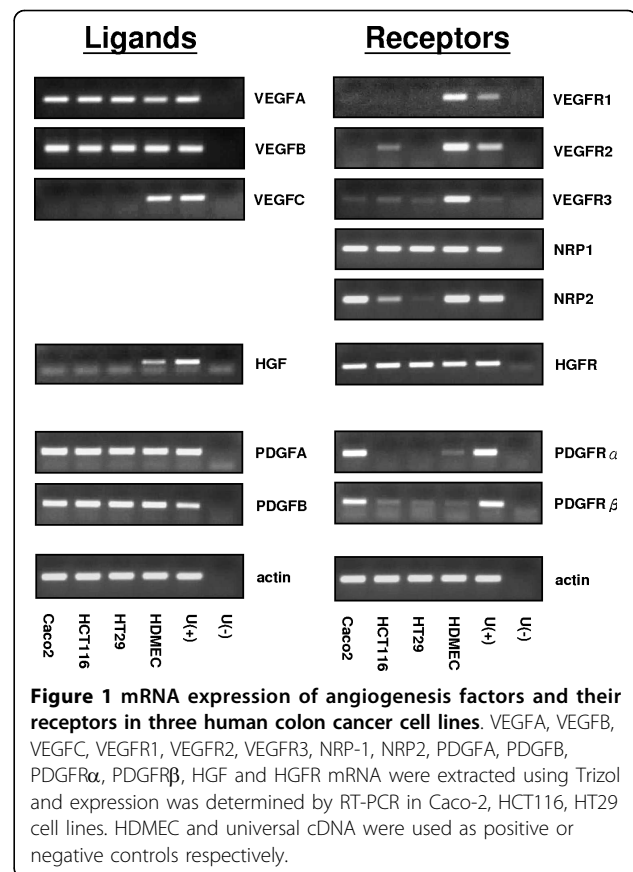 Ligands
Receptors
VEGFA
VEGFB
VEGFC
HGF
PDGFA
PDGFB
actin
VEGFR1
VEGFR2
VEGFR3
NRP1
NRP2
HGFR
PDGFR α
PDGFR β
actin
Caco2
HCT116
HT29
HDMEC
U(+)
U(-)
Caco2
HCT116
HT29
HDMEC
U(+)
U(-)
Figure 1 mRNA expression of angiogenesis factors and their
receptors in three human colon cancer cell lines. VEGFA, VEGFB,
VEGFC, VEGFR1, VEGFR2, VEGFR3, NRP-1, NRP2, PDGFA, PDGFB,
PDGFRα, PDGFRβ, HGF and HGFR mRNA were extracted using Trizol
and expression was determined by RT-PCR in Caco-2, HCT116, HT29
cell lines. HDMEC and universal cDNA were used as positive or
negative controls respectively.